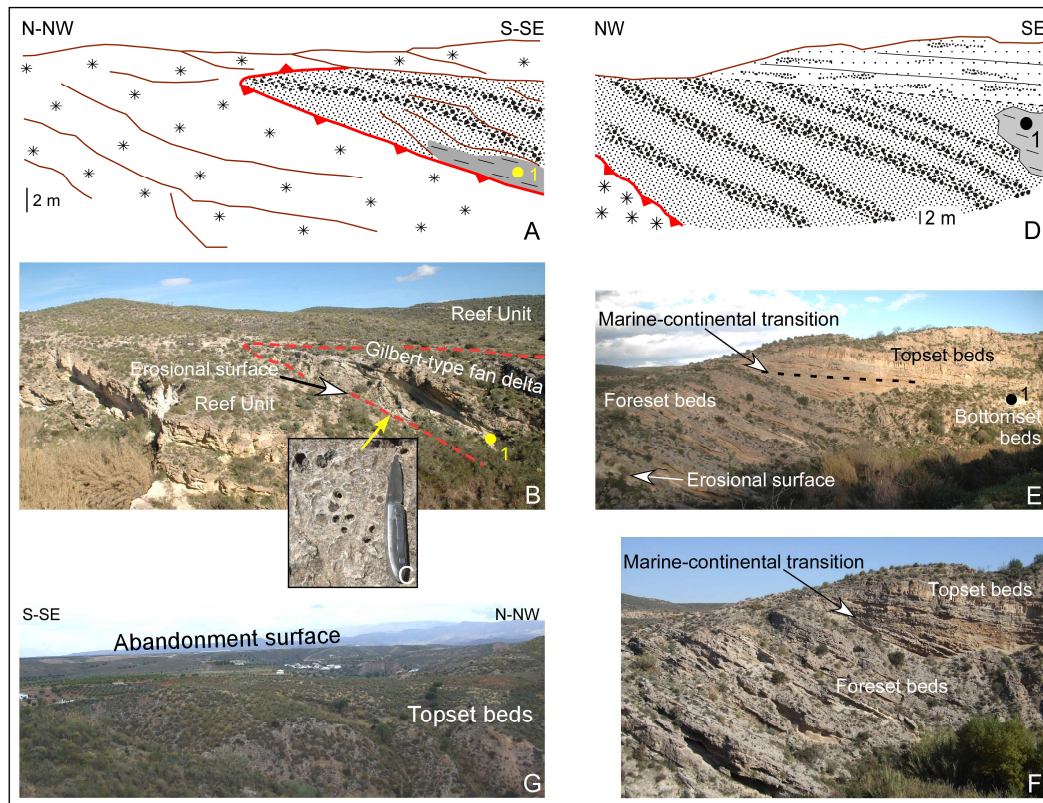 N-NW
S-SE
2 m
1
A
NW
SE
1
2 m
D
Reef Unit
Gilbert-type fan delta
Erosional surface
Reef Unit
1
B
C
Marine-continental transition
Topset beds
Foreset beds
1
Bottomset
beds
Erosional surface
E
S-SE
N-NW
Abandonment surface
Topset beds
G
Marine-continental transition
Topset beds
Foreset beds
F